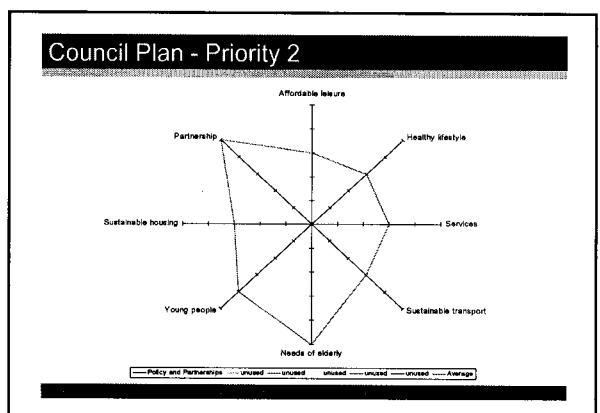 Council Plan - Priority 2
Affordable leisure
Partnership
Healthy lifestyle
Sustainable housing
Services
Young people
Sustainable transport
Needs of elderly
Policy and Partnerships unused unused unused unused unused Average